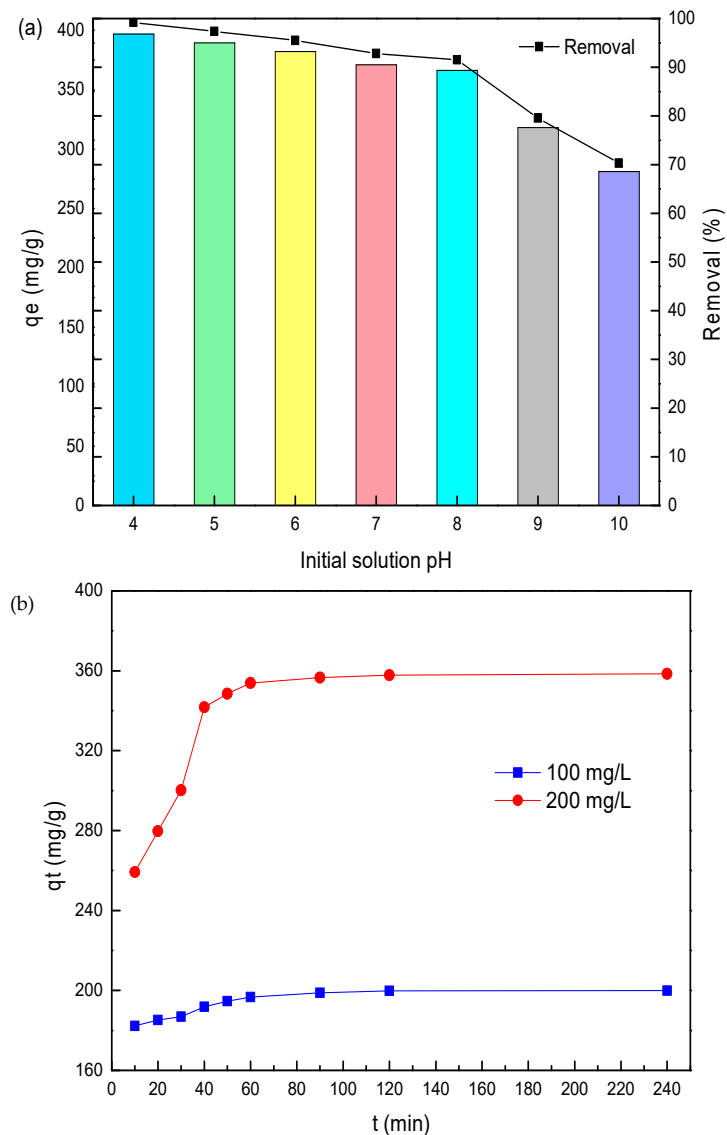 (a)
Removal
400
350
300
250
200
150
100
50
0
qe (mg/g)
100
90
80
70
60
50
40
30
20
10
0
Removal (%)
4 5 6 7 8 9 10
Initial solution pH
(b)
400
360
320
280
240
200
160
qt (mg/g)
100 mg/L
200 mg/L
0 20 40 60 80 100 120 140 160 180 200 220 240
t (min)